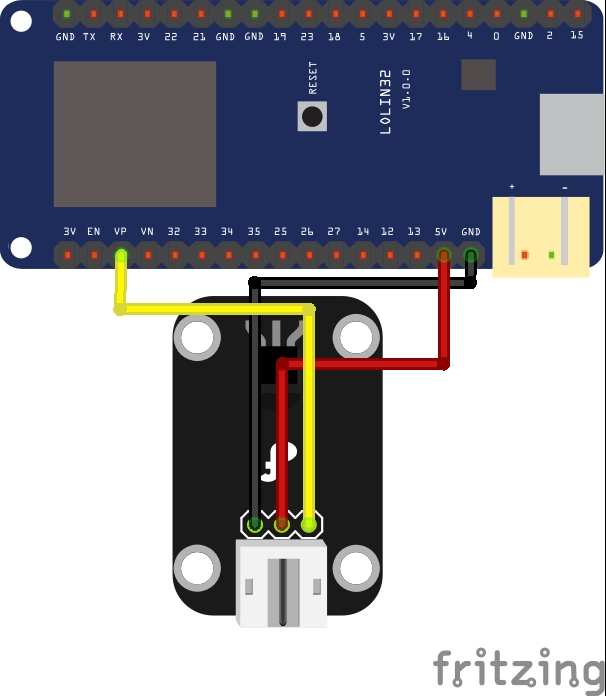 GND TX RX 3V 22 21 GND GND 19 23 18 5 3V 17 16 4 0 GND 2 15
RESET
LOLIN32
V1.0.0
+ -
3V EN VP VN 32 33 34 35 25 26 27 14 12 13 5V GND
f
fritzing